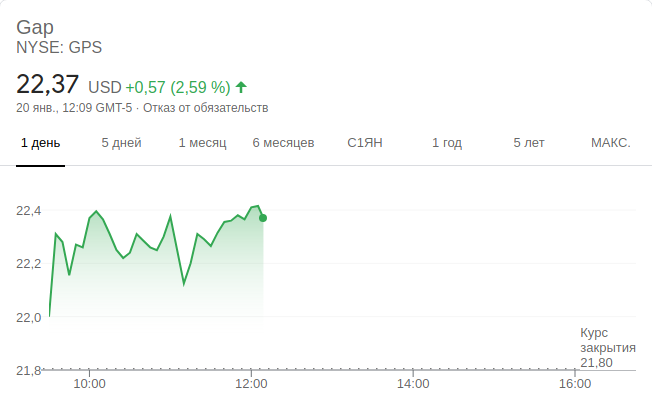 Gap
NYSE: GPS
22,37 USD +0,57 (2,59 %)
20 янв., 12:09 GMT-5 · Отказ от обязательств
1 день 5 дней 1 месяц 6 месяцев С1ЯН 1 год 5 лет МАКС.
22,4
22,2
22,0
Курс
закрытия
21,80
21,8
10:00 12:00 14:00 16:00